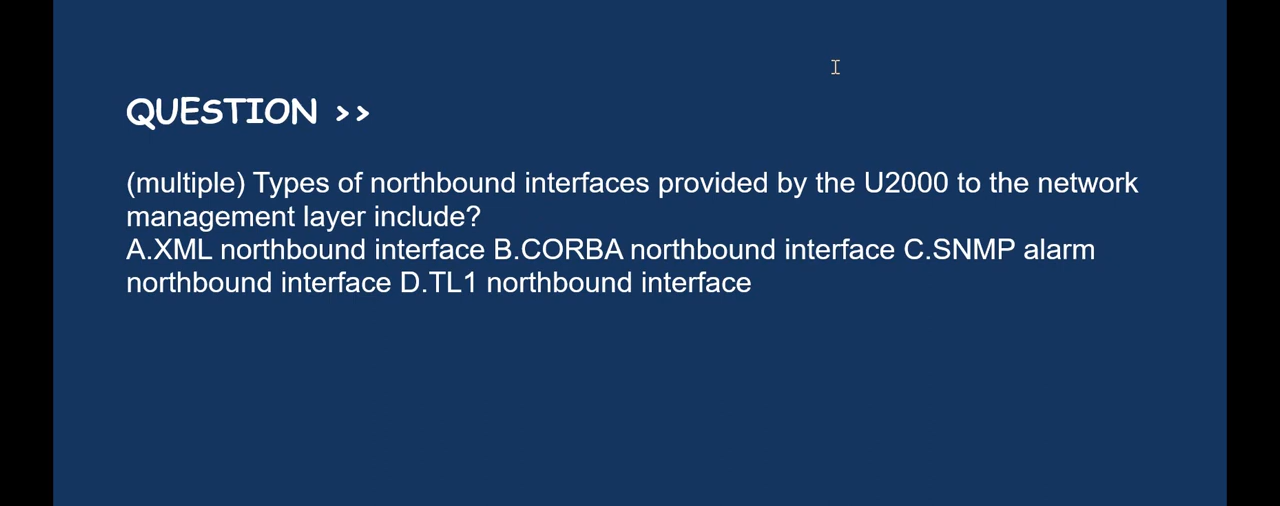 QUESTION >>
(multiple) Types of northbound interfaces provided by the U2000 to the network
management layer include?
A.XML northbound interface B.CORBA northbound interface C.SNMP alarm
northbound interface D.TL1 northbound interface